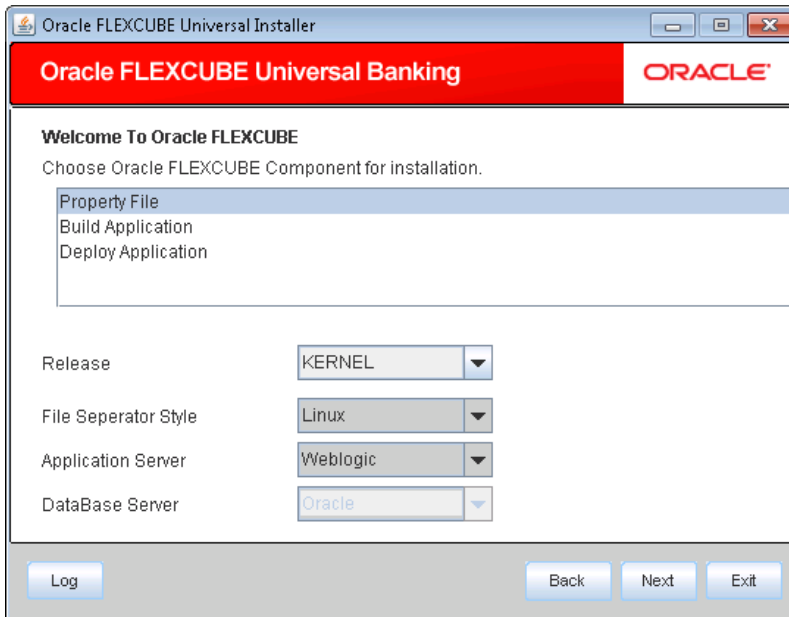 Oracle FLEXCUBE Universal Installer
Oracle FLEXCUBE Universal Banking
ORACLE
Welcome To Oracle FLEXCUBE
Choose Oracle FLEXCUBE Component for installation.
Property File
Build Application
Deploy Application
Release KERNEL
File Seperator Style Linux
Application Server Weblogic
DataBase Server Oracle
Log Back Next Exit